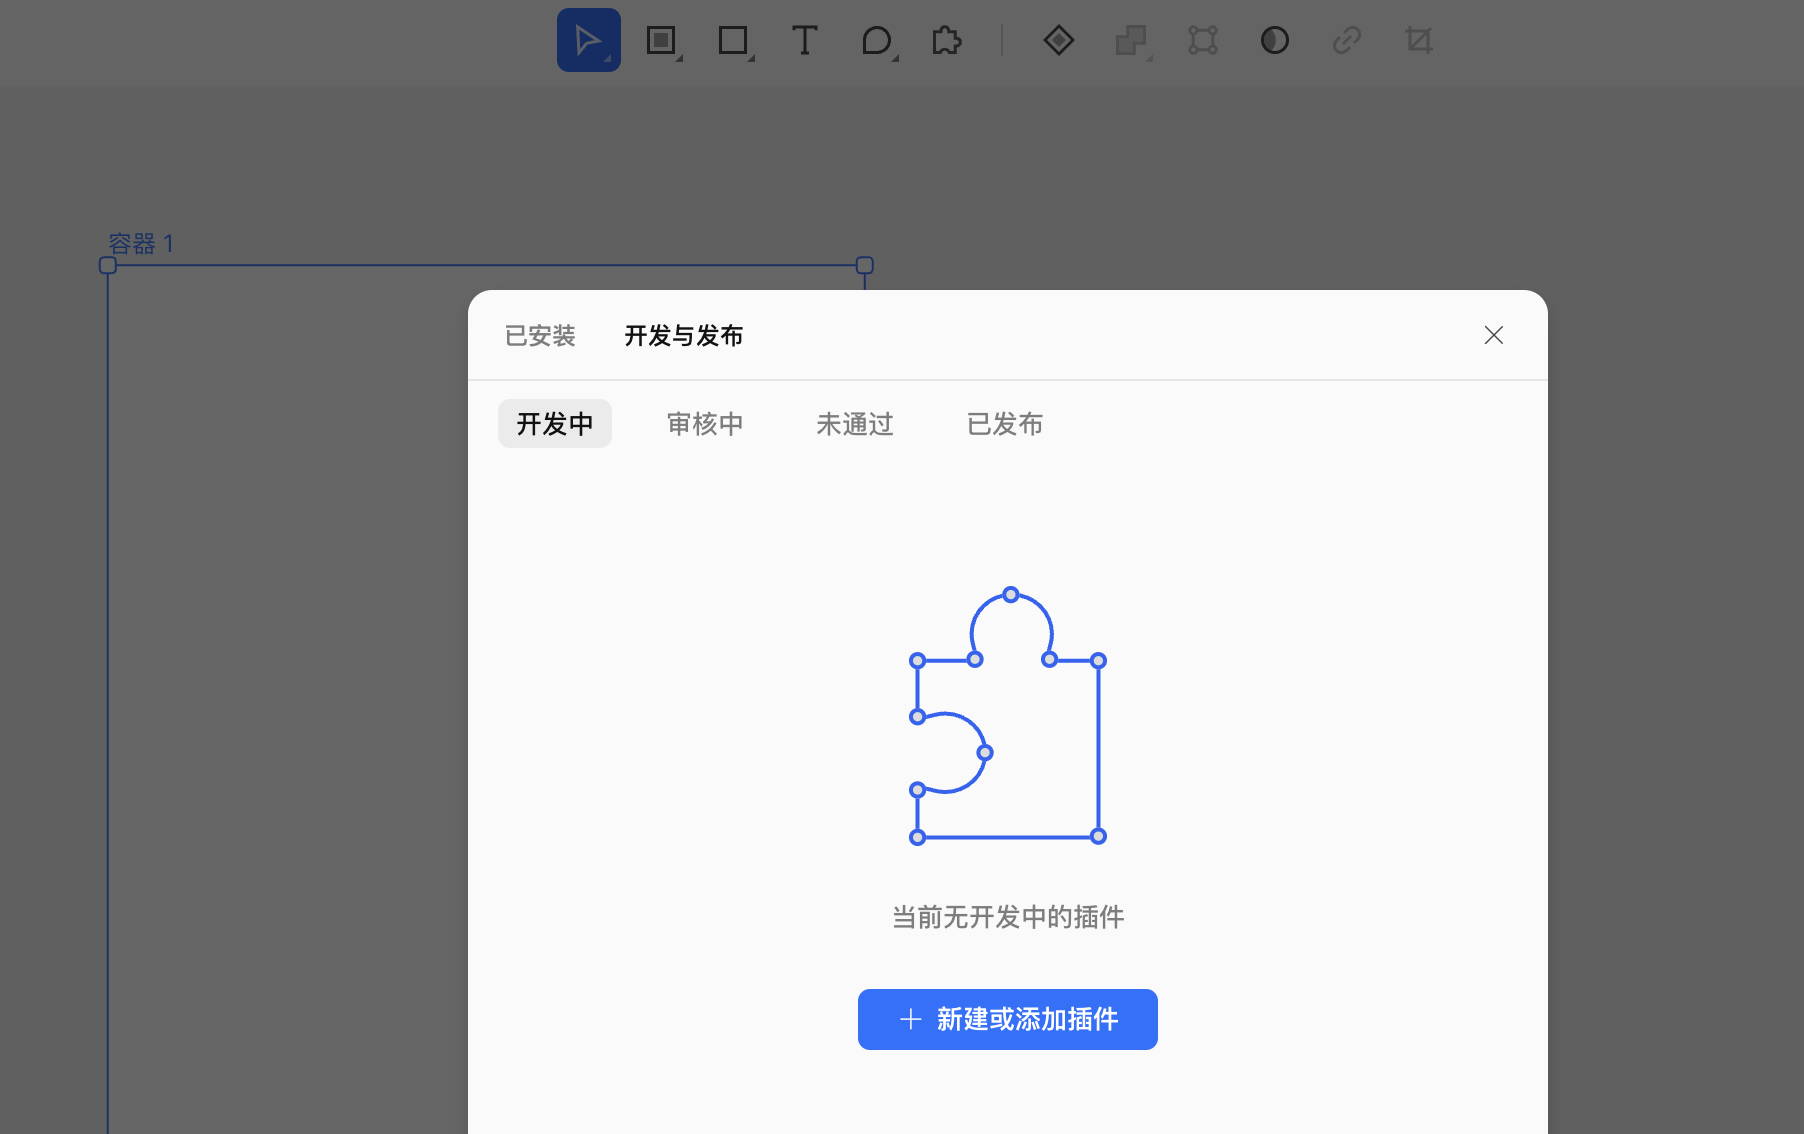 容器 1
已安装 开发与发布
开发中 审核中 未通过 已发布
当前无开发中的插件
新建或添加插件